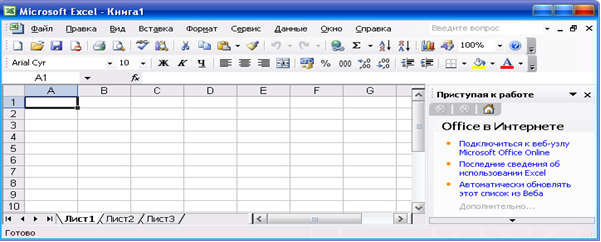 Microsoft Excel - Книга1
Файл Правка Вид Вставка Формат Сервис Данные Окно Справка Введите вопрос
100%
Arial Cyr 10 Ж К Ч % 000
A1 fx
A B C D E F G
1
2
3
4
5
6
7
8
9
10
Приступая к работе
Office в Интернете
Подключиться к веб-узлу
Microsoft Office Online
Последние сведения об
использовании Excel
Автоматически обновлять
этот список из Веба
Дополнительно...
Лист1 Лист2 Лист3
Готово